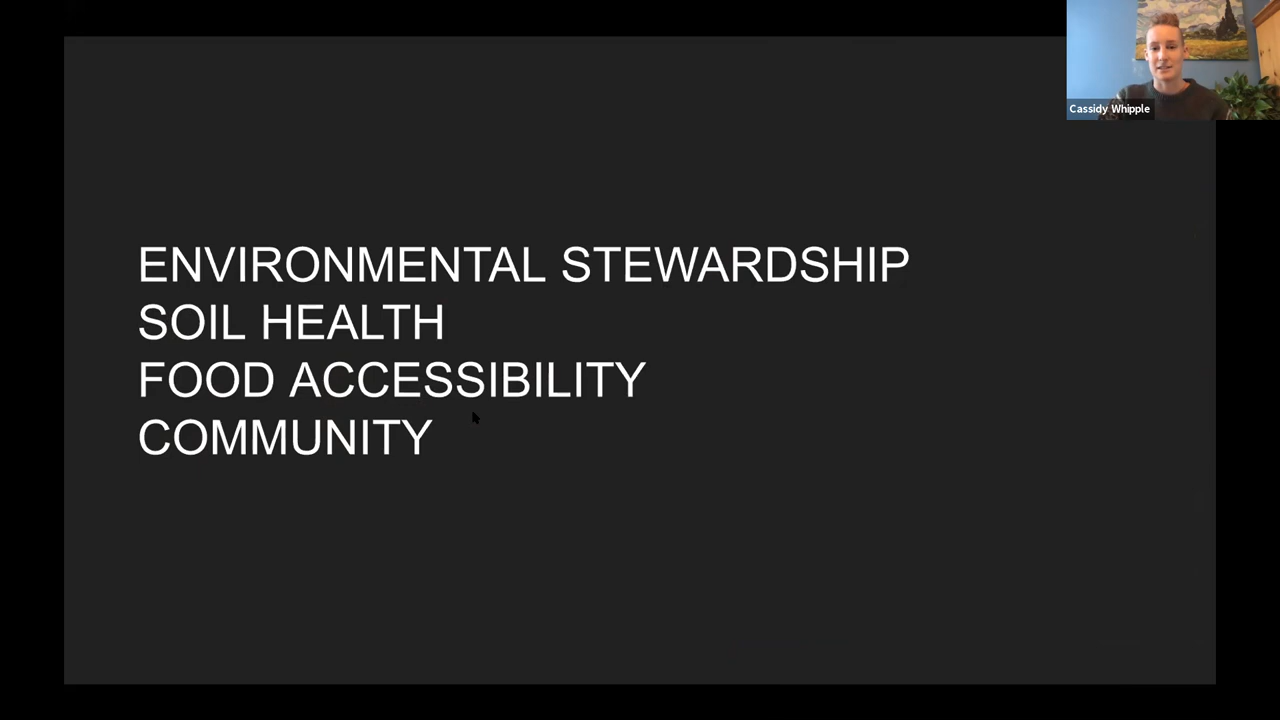 Cassidy Whipple
ENVIRONMENTAL STEWARDSHIP
SOIL HEALTH
FOOD ACCESSIBILITY
COMMUNITY